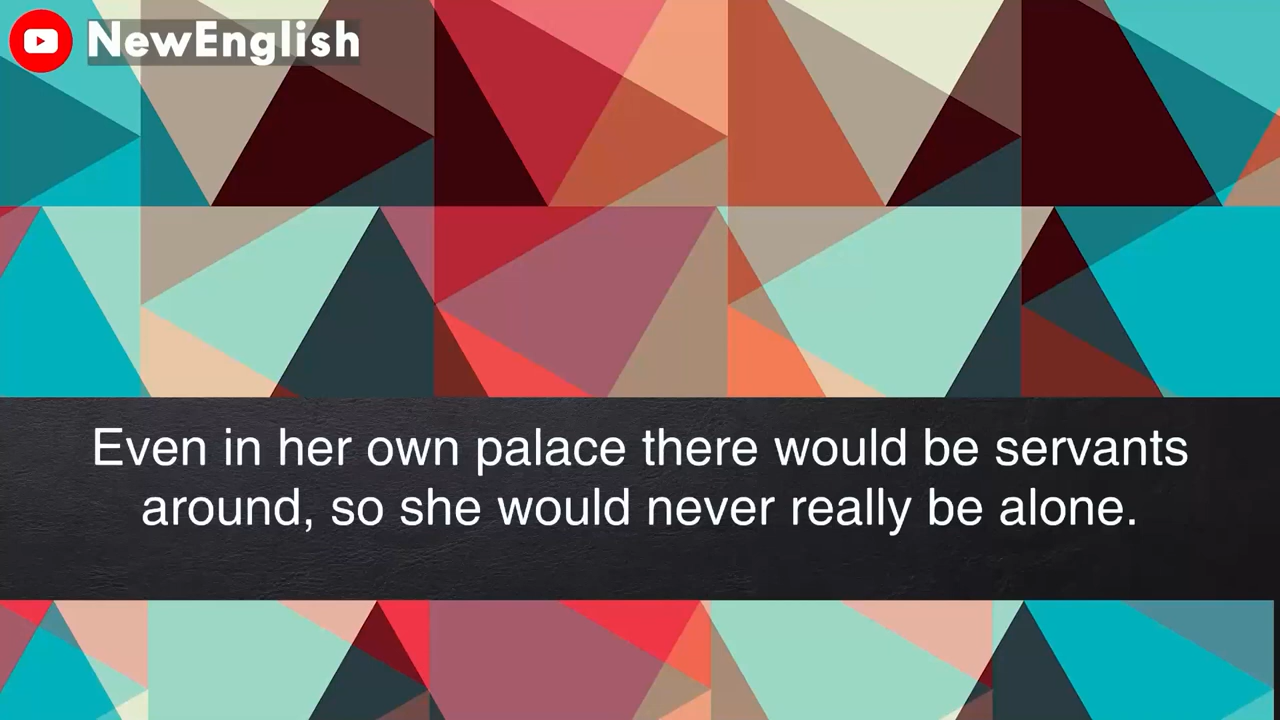 NewEnglish
Even in her own palace there would be servants
around, so she would never really be alone.